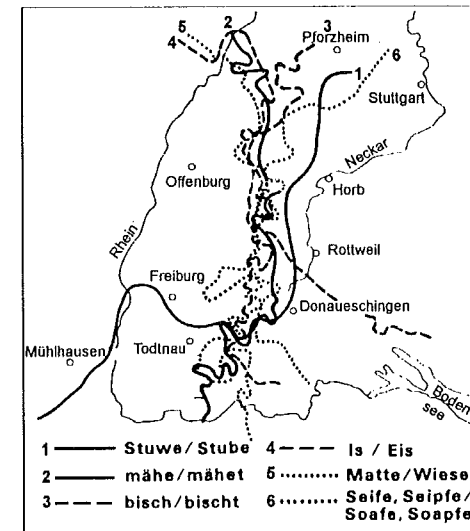 5 2 3
4 Pforzheim 6
1
Stuttgart
Neckar
Offenburg
Horb
Rhein
Rottweil
Freiburg
Donaueschingen
Mühlhausen
Todtnau
Boden
see
1 Stuwe/Stube 4 Is / Eis
2 mähe/mähet 5 Matte/Wiese
3 bisch/bischt 6 Seife, Seipfe/
Soafe, Soapfe